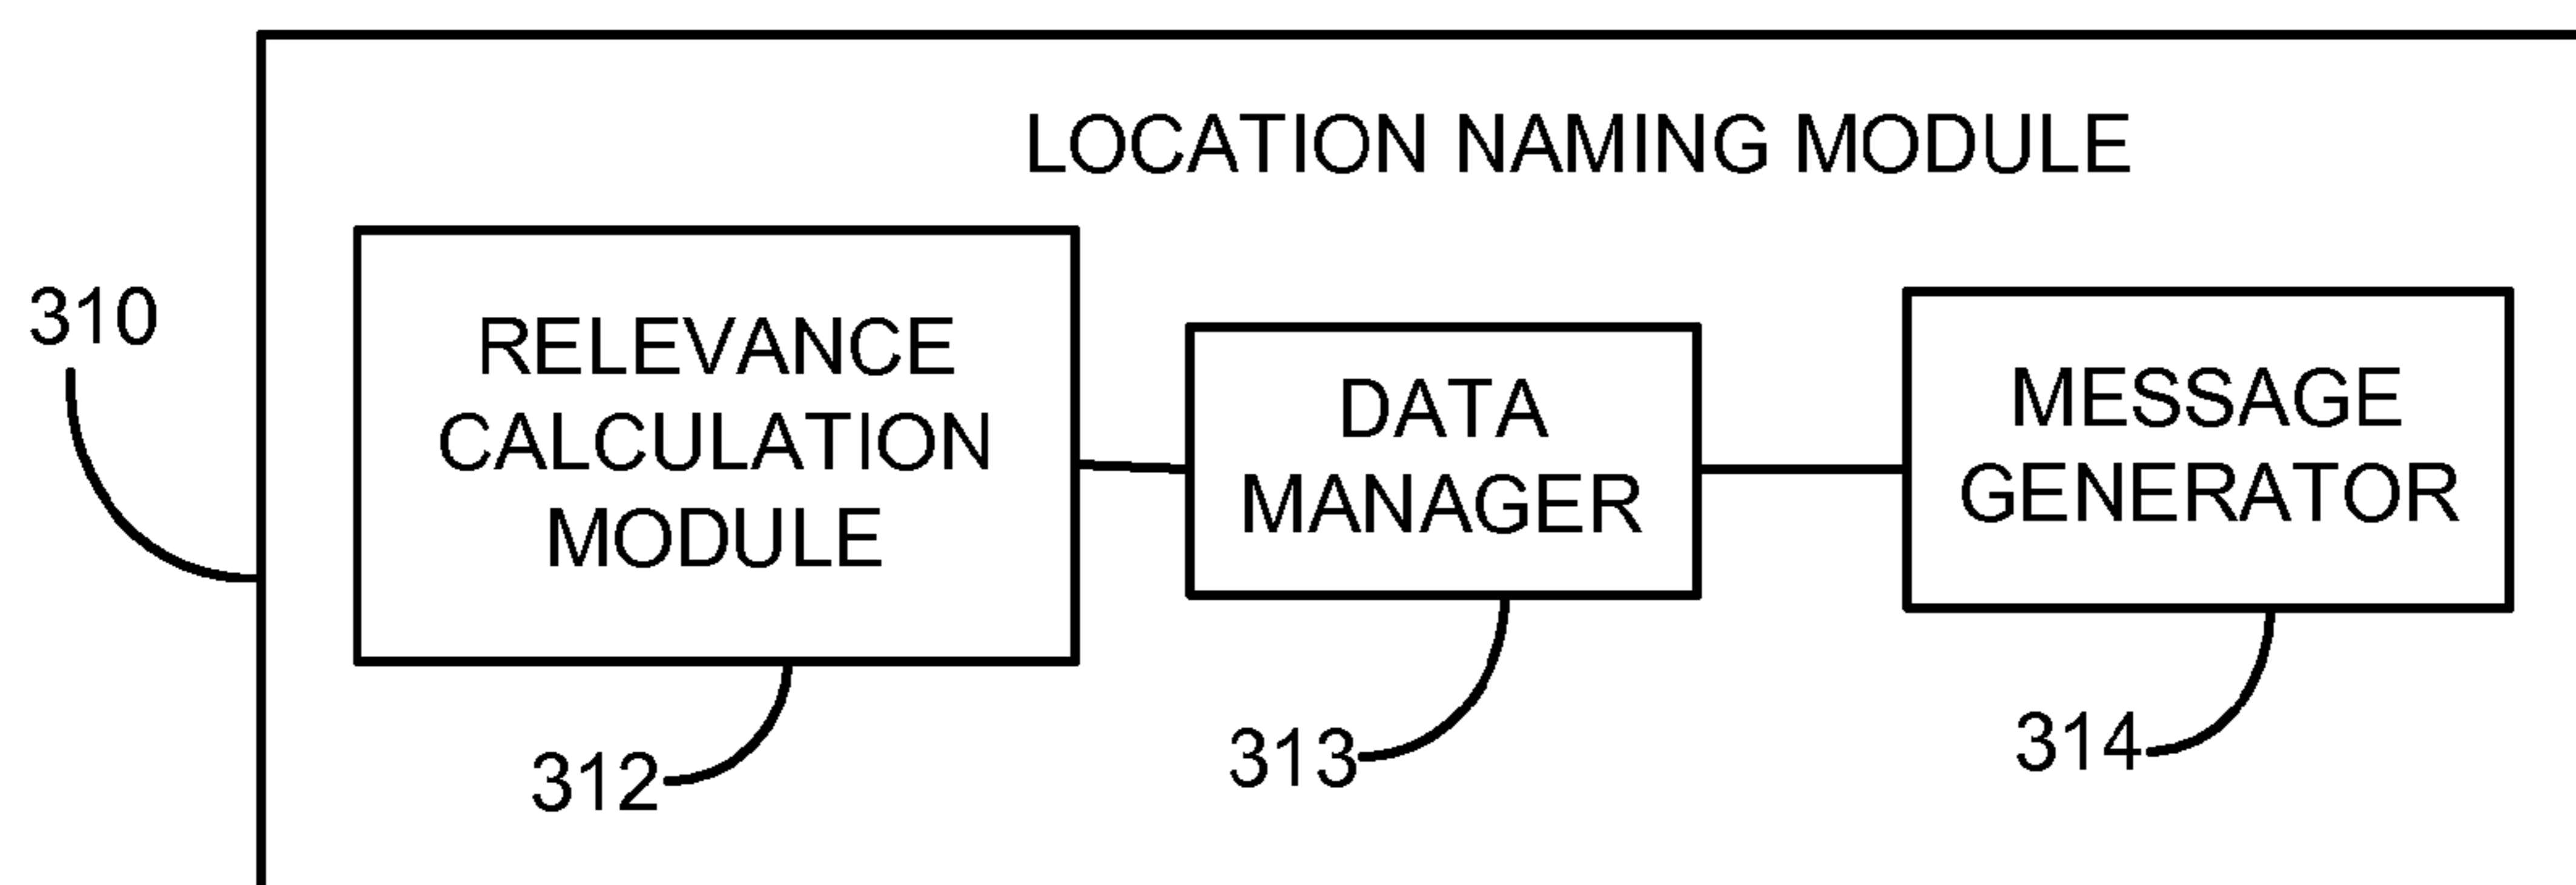 LOCATION NAMING MODULE
310
RELEVANCE
CALCULATION
MODULE
DATA
MANAGER
MESSAGE
GENERATOR
312
313
314